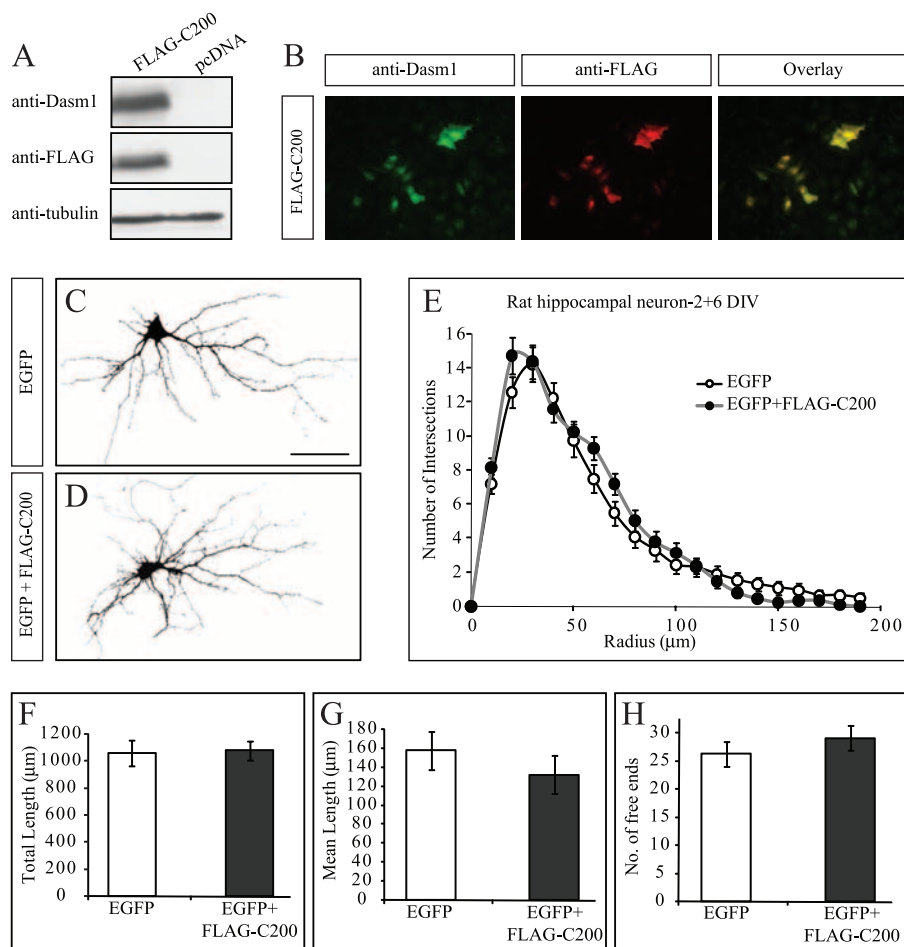 A
FLAG-C200
pcDNA
anti-Dasm1
anti-FLAG
anti-tubulin
B
anti-Dasm1
anti-FLAG
Overlay
FLAG-C200
C
EGFP
D
EGFP + FLAG-C200
E
Rat hippocampal neuron-2+6 DIV
Number of Intersections
16
14
12
10
8
6
4
2
0
0
50
100
150
200
Radius (μm)
EGFP
EGFP+FLAG-C200
F
Total Length (μm)
1200
1000
800
600
400
200
0
EGFP
EGFP+
FLAG-C200
G
Mean Length (μm)
180
160
140
120
100
80
60
40
20
0
EGFP
EGFP+
FLAG-C200
H
No. of free ends
30
25
20
15
10
5
0
EGFP
EGFP+
FLAG-C200